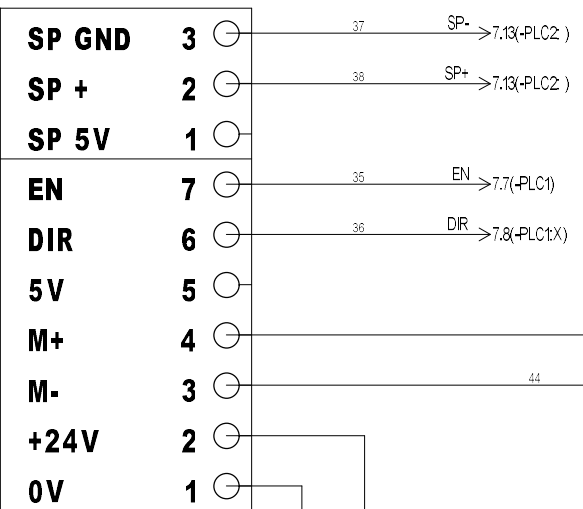 SP GND 3 37 SP- 7.13(-PLC2: )
SP + 2 38 SP+ 7.13(-PLC2: )
SP 5V 1
EN 7 35 EN 7.7(-PLC1)
DIR 6 36 DIR 7.8(-PLC1:X)
5V 5
M+ 4
M- 3 44
+24V 2
0V 1